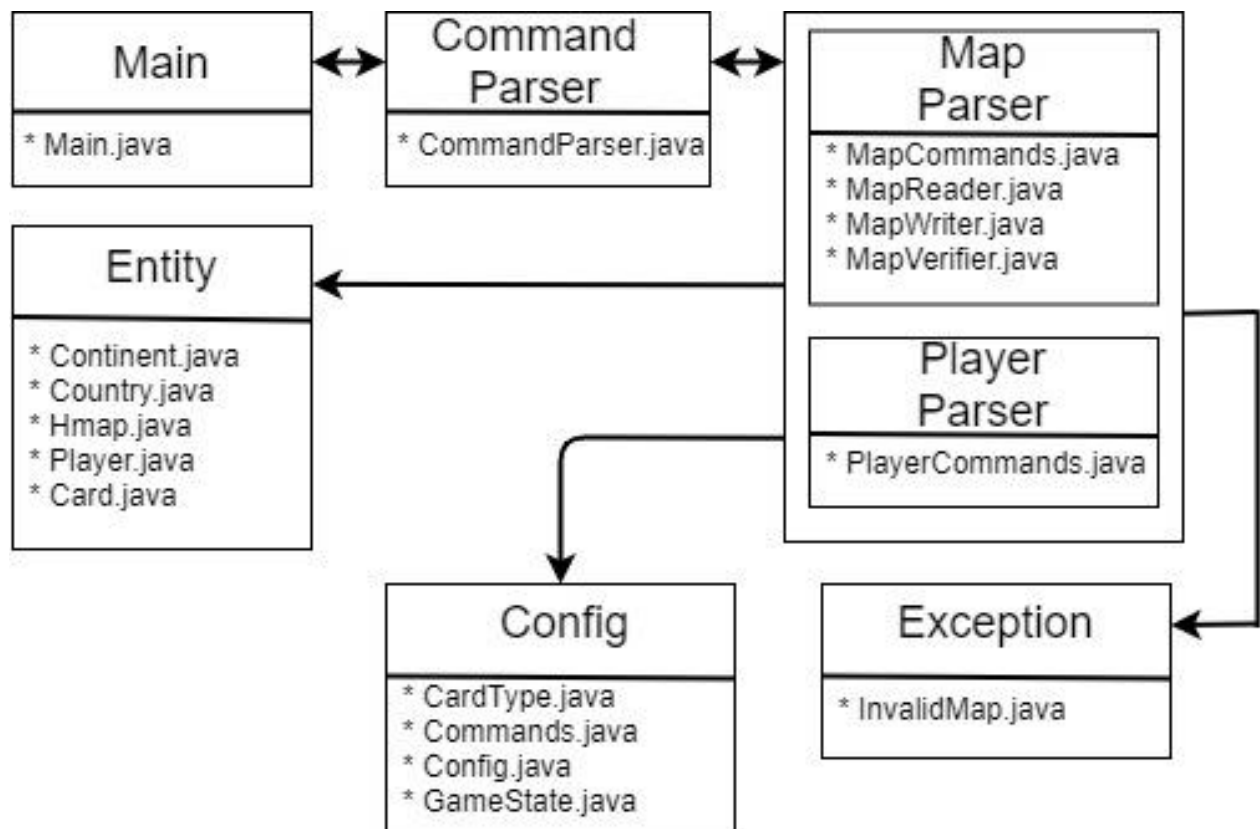 Main
* Main.java
Command
Parser
* CommandParser.java
Map
Parser
* MapCommands.java
* MapReader.java
* MapWriter.java
* MapVerifier.java
Entity
* Continent.java
* Country.java
* Hmap.java
* Player.java
* Card.java
Player
Parser
* PlayerCommands.java
Config
* CardType.java
* Commands.java
* Config.java
* GameState.java
Exception
* InvalidMap.java